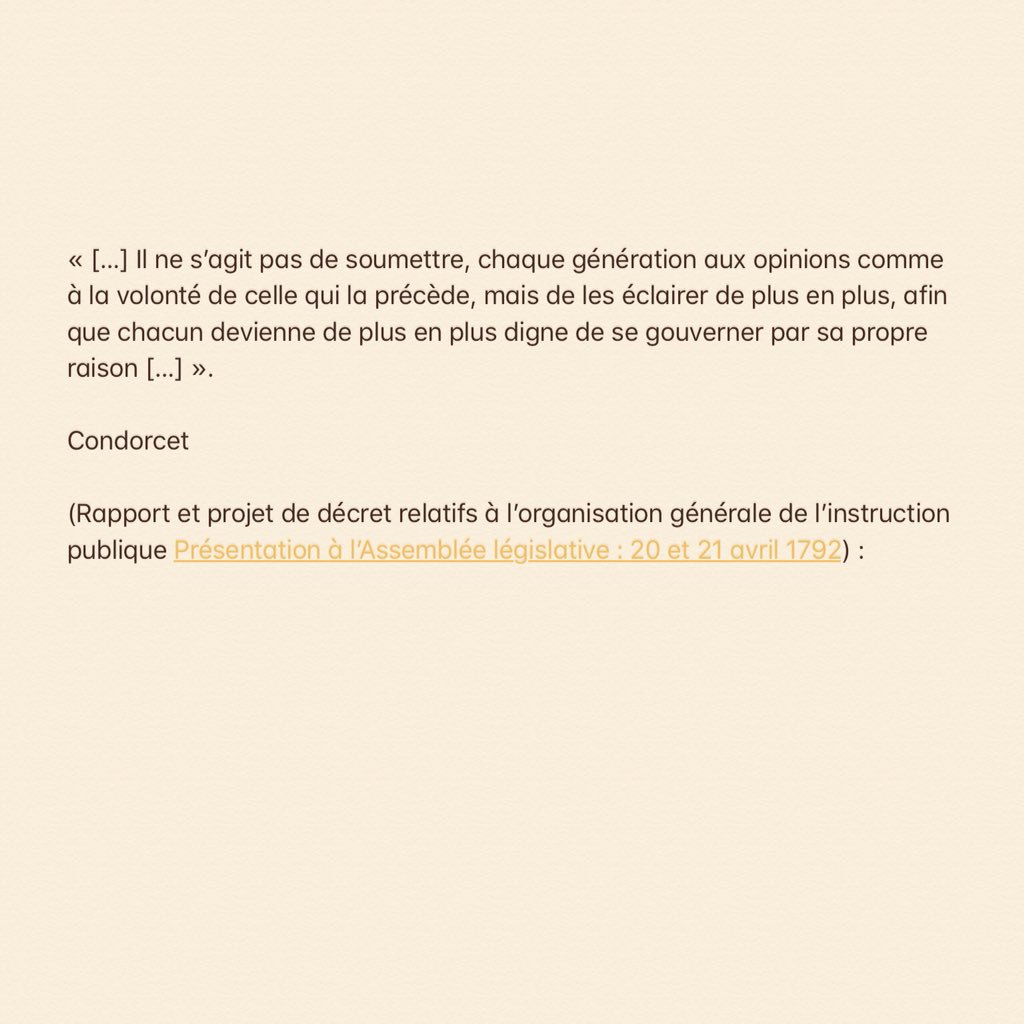 « [...] Il ne s’agit pas de soumettre, chaque génération aux opinions comme
à la volonté de celle qui la précède, mais de les éclairer de plus en plus, afin
que chacun devienne de plus en plus digne de se gouverner par sa propre
raison [...] ».
Condorcet
(Rapport et projet de décret relatifs à l’organisation générale de l’instruction
publique Présentation à l’Assemblée législative : 20 et 21 avril 1792) :